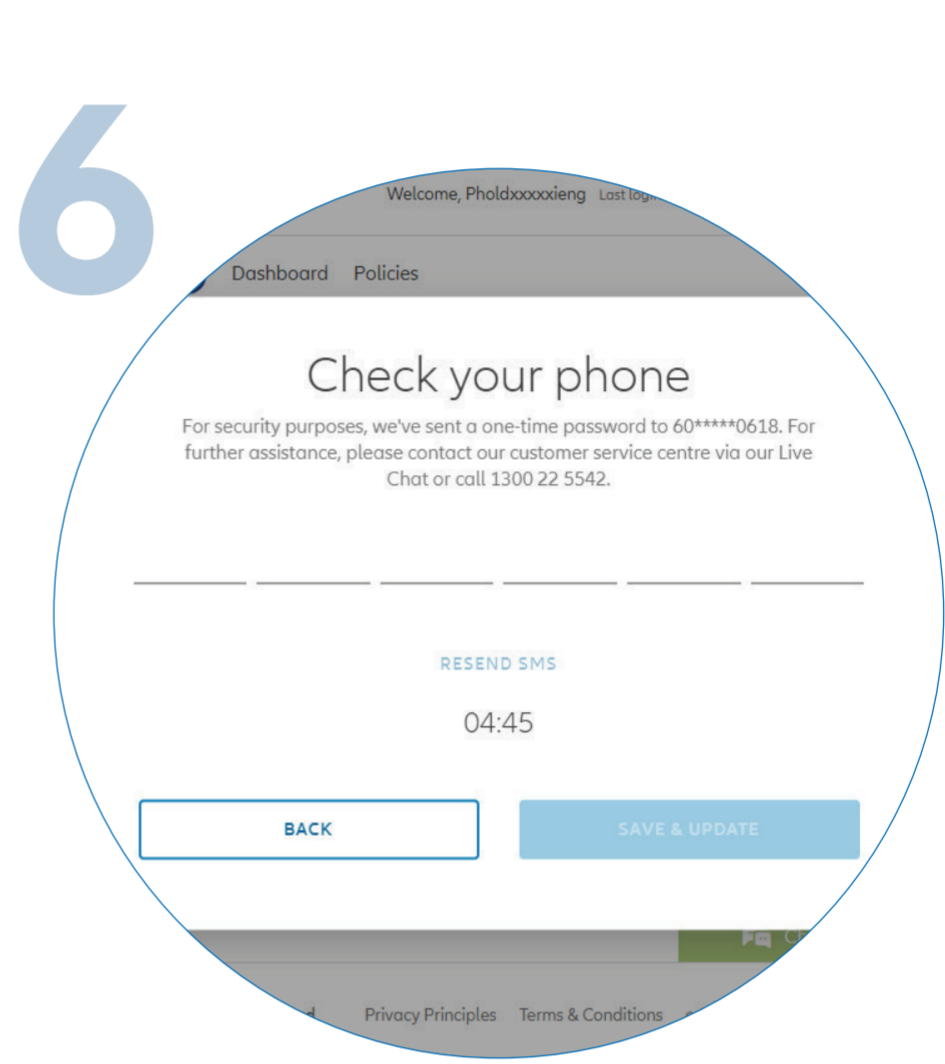 6
Welcome, Pholdxxxxxieng Last
Dashboard Policies
Check your phone
For security purposes, we've sent a one-time password to 60*****0618. For
further assistance, please contact our customer service centre via our Live
Chat or call 1300 22 5542.
RESEND SMS
04:45
BACK
SAVE & UPDATE
Privacy Principles Terms & Conditions